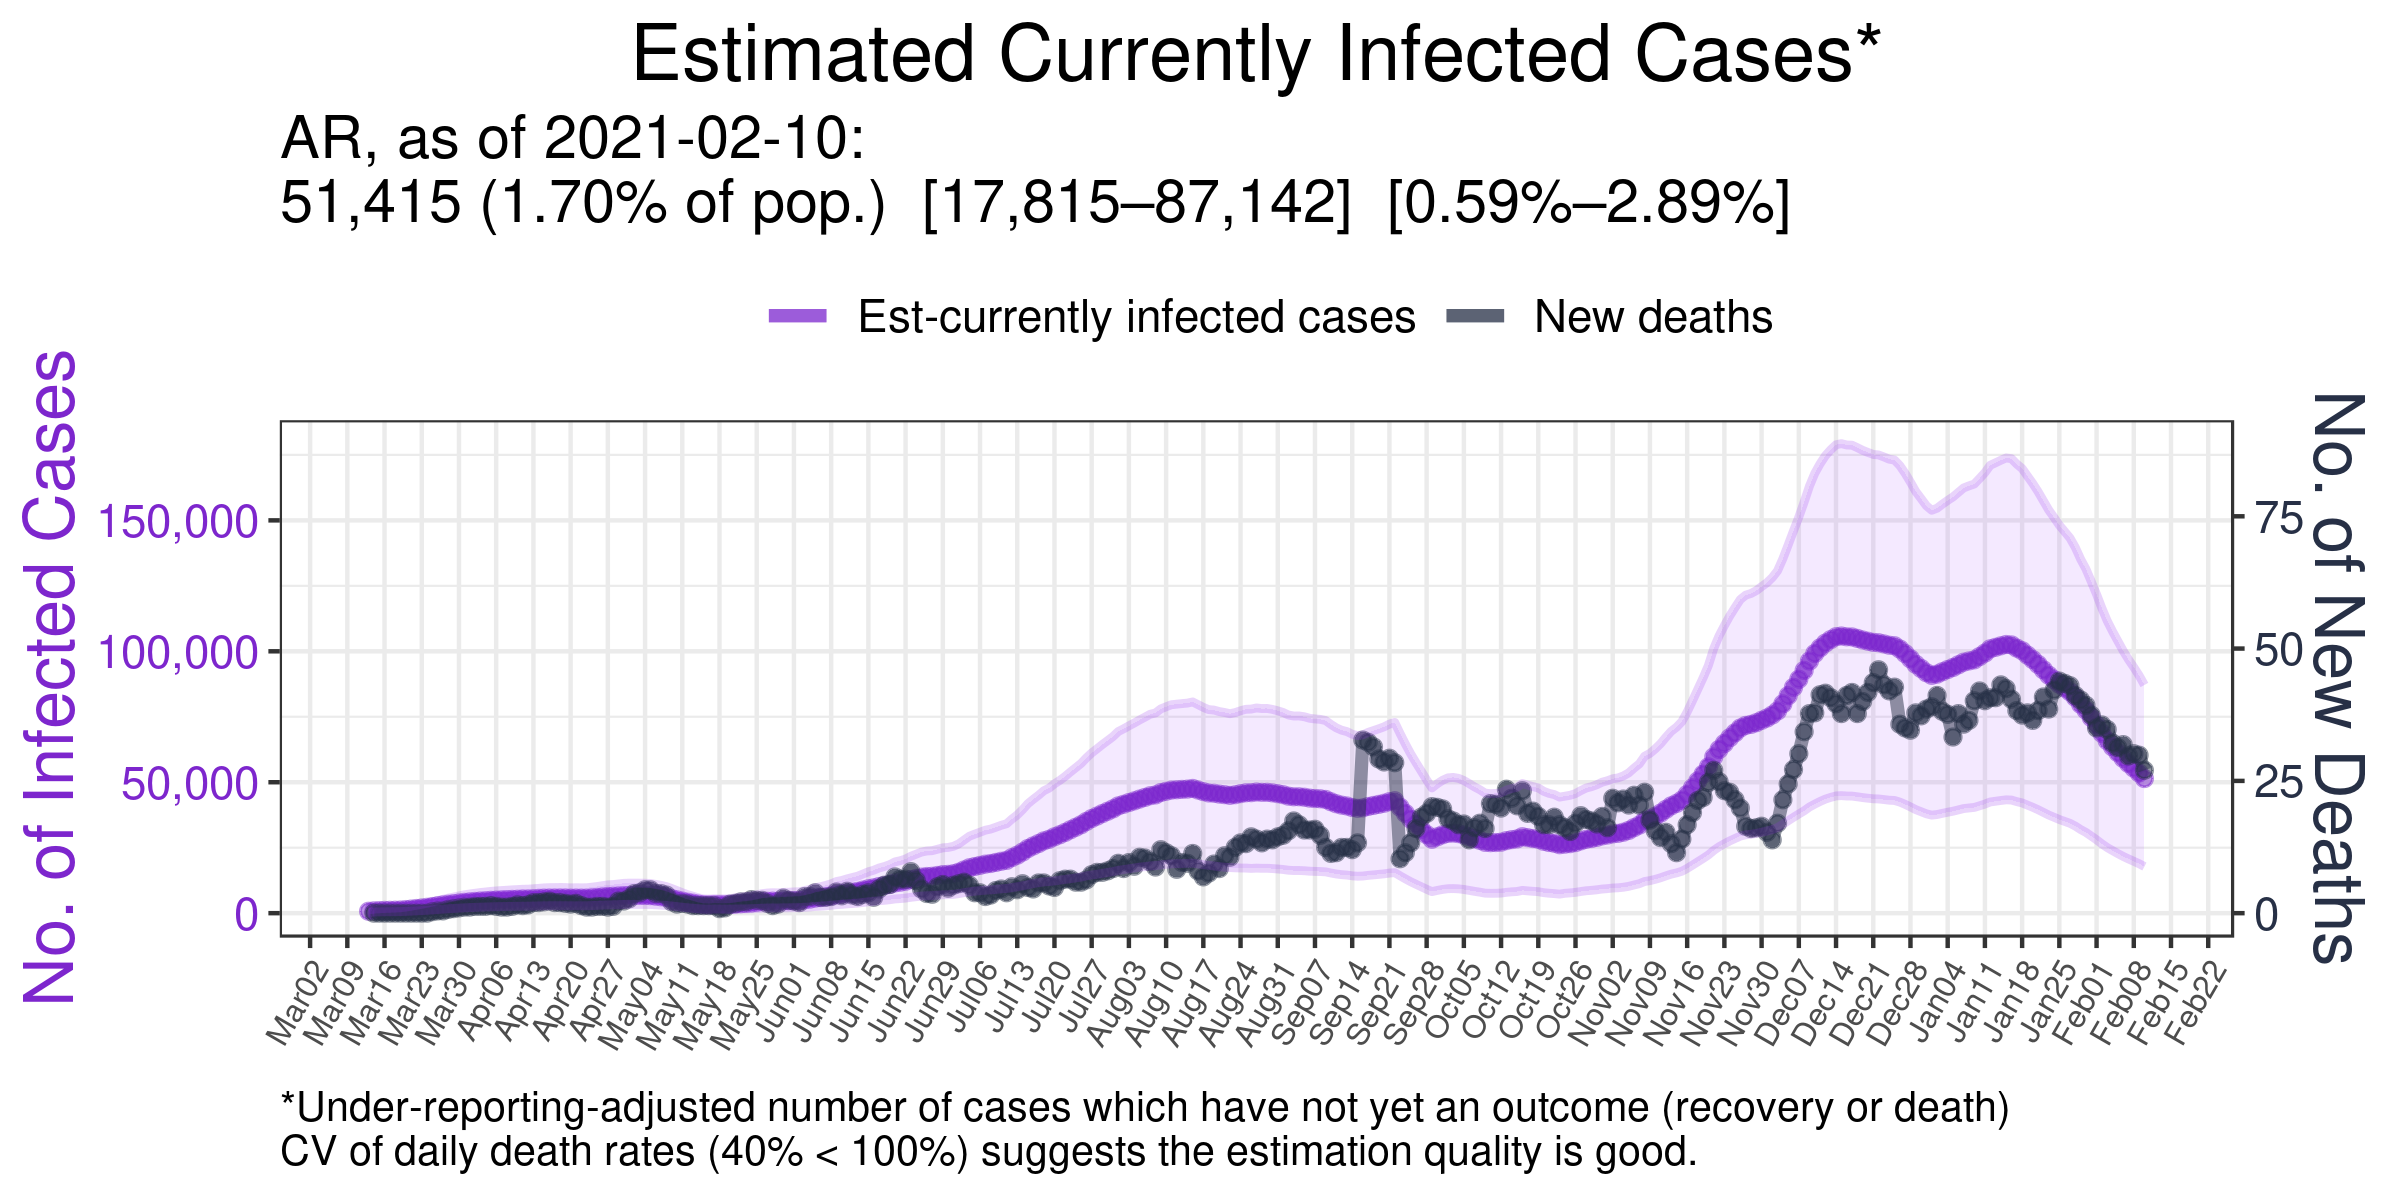 Estimated Currently Infected Cases*
AR, as of 2021-02-10:
51,415 (1.70% of pop.)  [17,815–87,142]  [0.59%–2.89%]
Est-currently infected cases
New deaths
No. of Infected Cases
150,000
100,000
50,000
0
No. of New Deaths
75
50
25
0
Mar02
Mar09
Mar16
Mar23
Mar30
Apr06
Apr13
Apr20
Apr27
May04
May11
May18
May25
Jun01
Jun08
Jun15
Jun22
Jun29
Jul06
Jul13
Jul20
Jul27
Aug03
Aug10
Aug17
Aug24
Aug31
Sep07
Sep14
Sep21
Sep28
Oct05
Oct12
Oct19
Oct26
Nov02
Nov09
Nov16
Nov23
Nov30
Dec07
Dec14
Dec21
Dec28
Jan04
Jan11
Jan18
Jan25
Feb01
Feb08
Feb15
Feb22
*Under-reporting-adjusted number of cases which have not yet an outcome (recovery or death)
CV of daily death rates (40% < 100%) suggests the estimation quality is good.